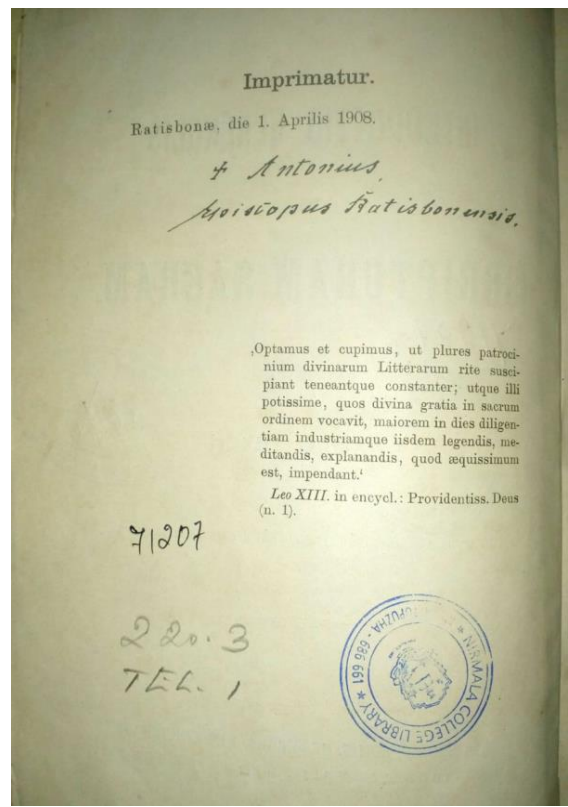 Imprimatur.
Ratisbonæ, die 1. Aprilis 1908.
+ Antonius,
Episcopus Ratisbonensis.
‚Optamus et cupimus, ut plures patroci-
nium divinarum Litterarum rite susci-
piant teneantque constanter; utque illi
potissime, quos divina gratia in sacrum
ordinem vocavit, maiorem in dies diligen-
tiam industriamque iisdem legendis, me-
ditandis, explanandis, quod æquissimum
est, impendant.‘
Leo XIII. in encycl.: Providentiss. Deus
(n. 1).
71207
220.3
NIRMALA COLLEGE LIBRARY * 686 661 *